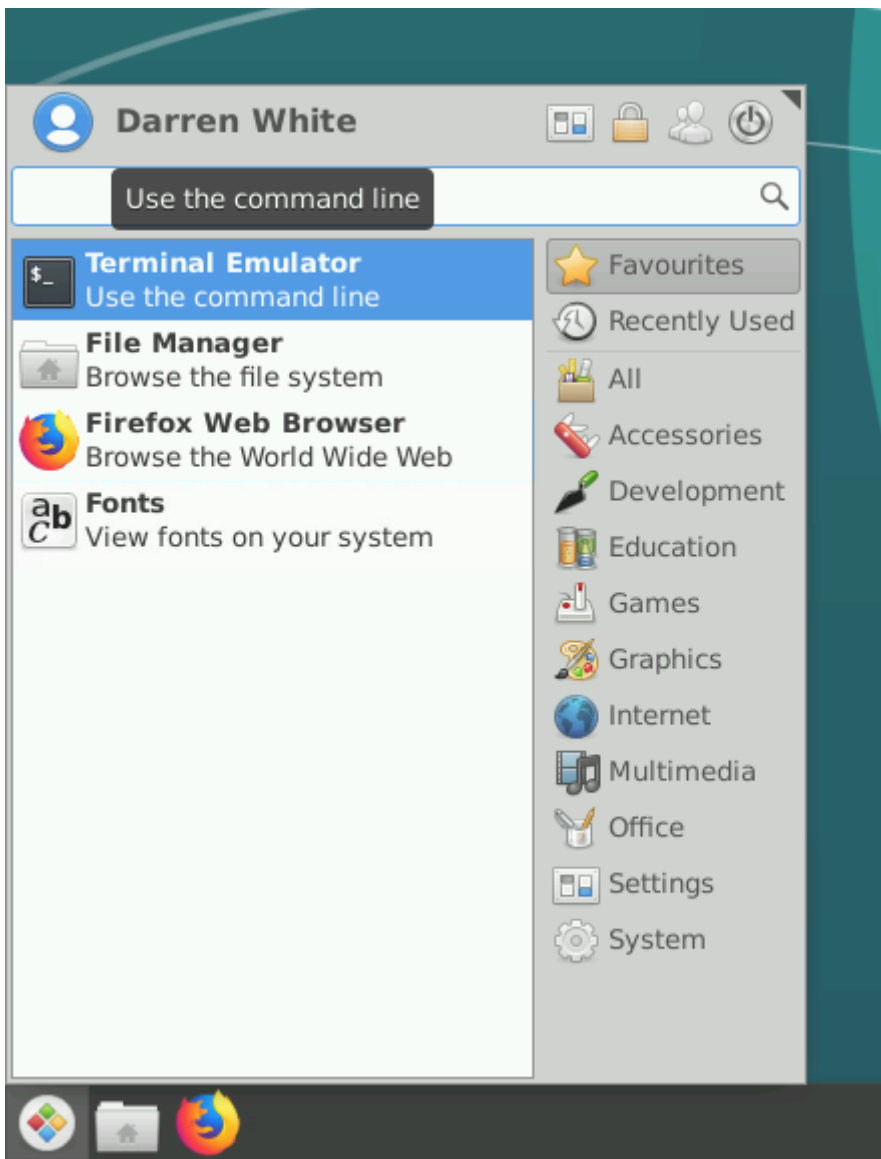 Darren White
Use the command line
Terminal Emulator
Use the command line
File Manager
Browse the file system
Firefox Web Browser
Browse the World Wide Web
Fonts
View fonts on your system
Favourites
Recently Used
All
Accessories
Development
Education
Games
Graphics
Internet
Multimedia
Office
Settings
System
$_
abc